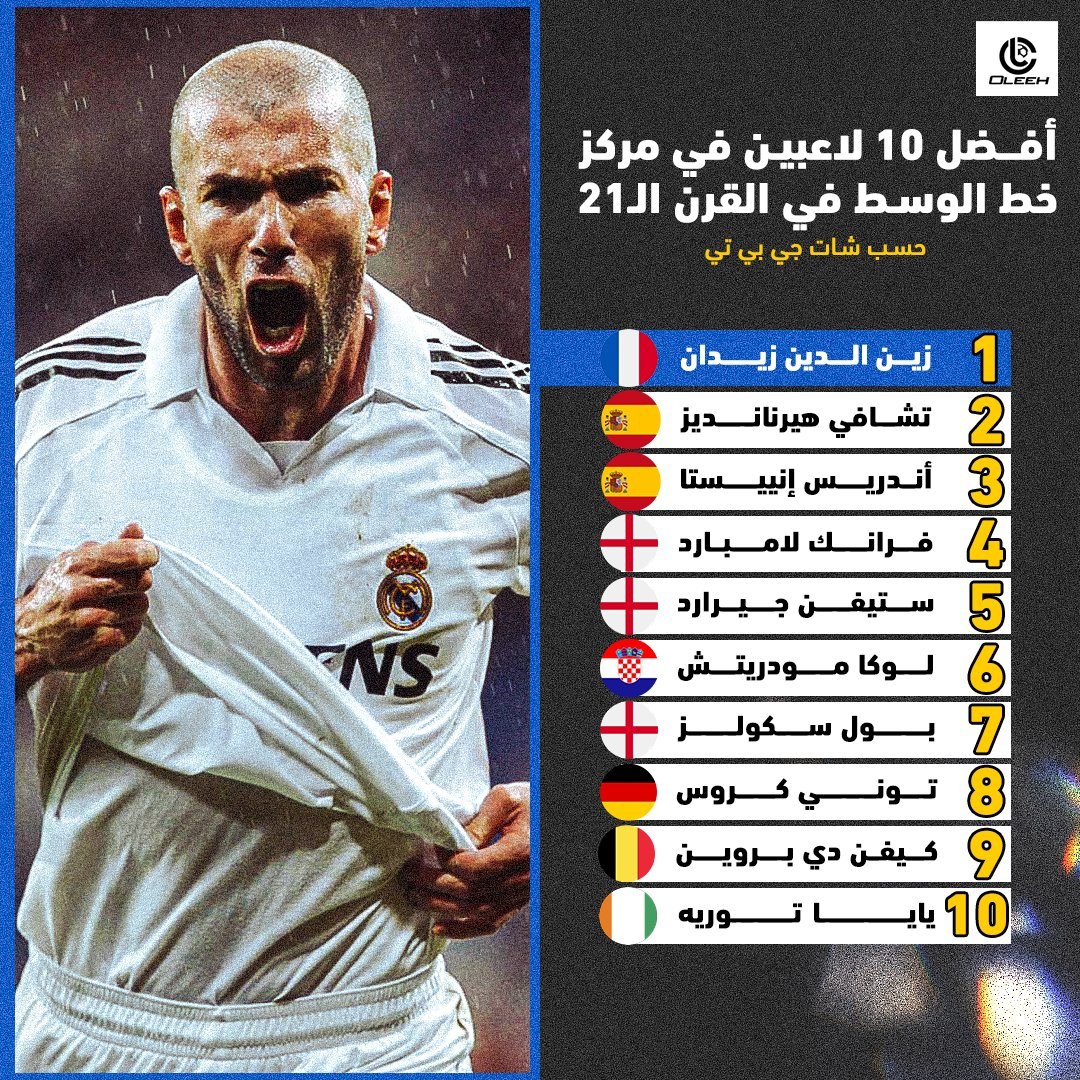 OLEEH
أفضل 10 لاعبين في مركز
خط الوسط في القرن الـ21
حسب شات جي بي تي
1 زين الدين زيدان
2 تشافي هيرنانديز
3 أندريس إنييستا
4 فرانك لامبارد
5 ستيفن جيرارد
6 لوكا مودريتش
7 بول سكولز
8 توني كروس
9 كيفن دي بروين
10 يايا توريه
NS